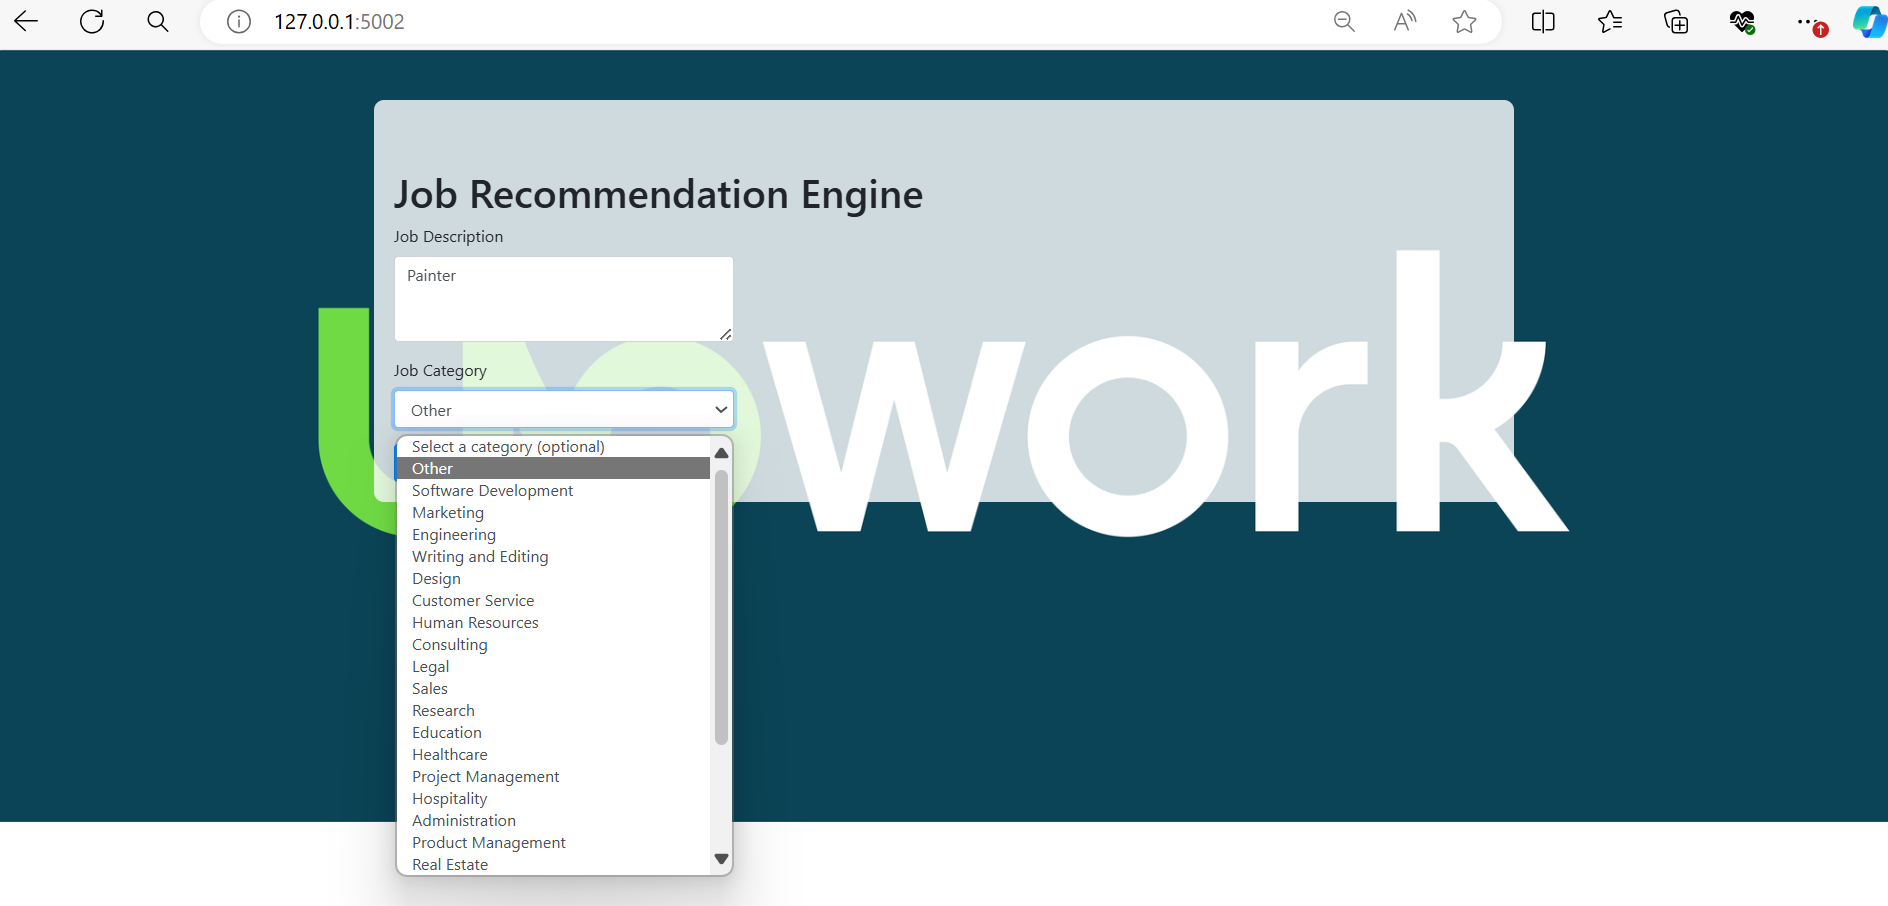 127.0.0.1:5002
Job Recommendation Engine
Job Description
Painter
Job Category
Other
Select a category (optional)
Other
Software Development
Marketing
Engineering
Writing and Editing
Design
Customer Service
Human Resources
Consulting
Legal
Sales
Research
Education
Healthcare
Project Management
Hospitality
Administration
Product Management
Real Estate
upwork